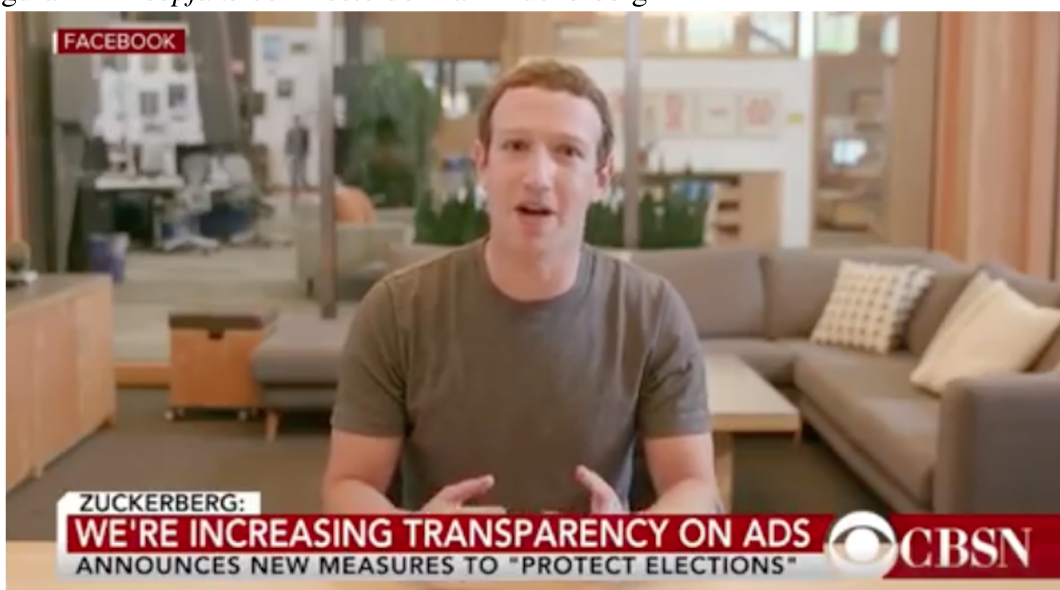 FACEBOOK
ZUCKERBERG:
WE'RE INCREASING TRANSPARENCY ON ADS
ANNOUNCES NEW MEASURES TO "PROTECT ELECTIONS"
CBSN